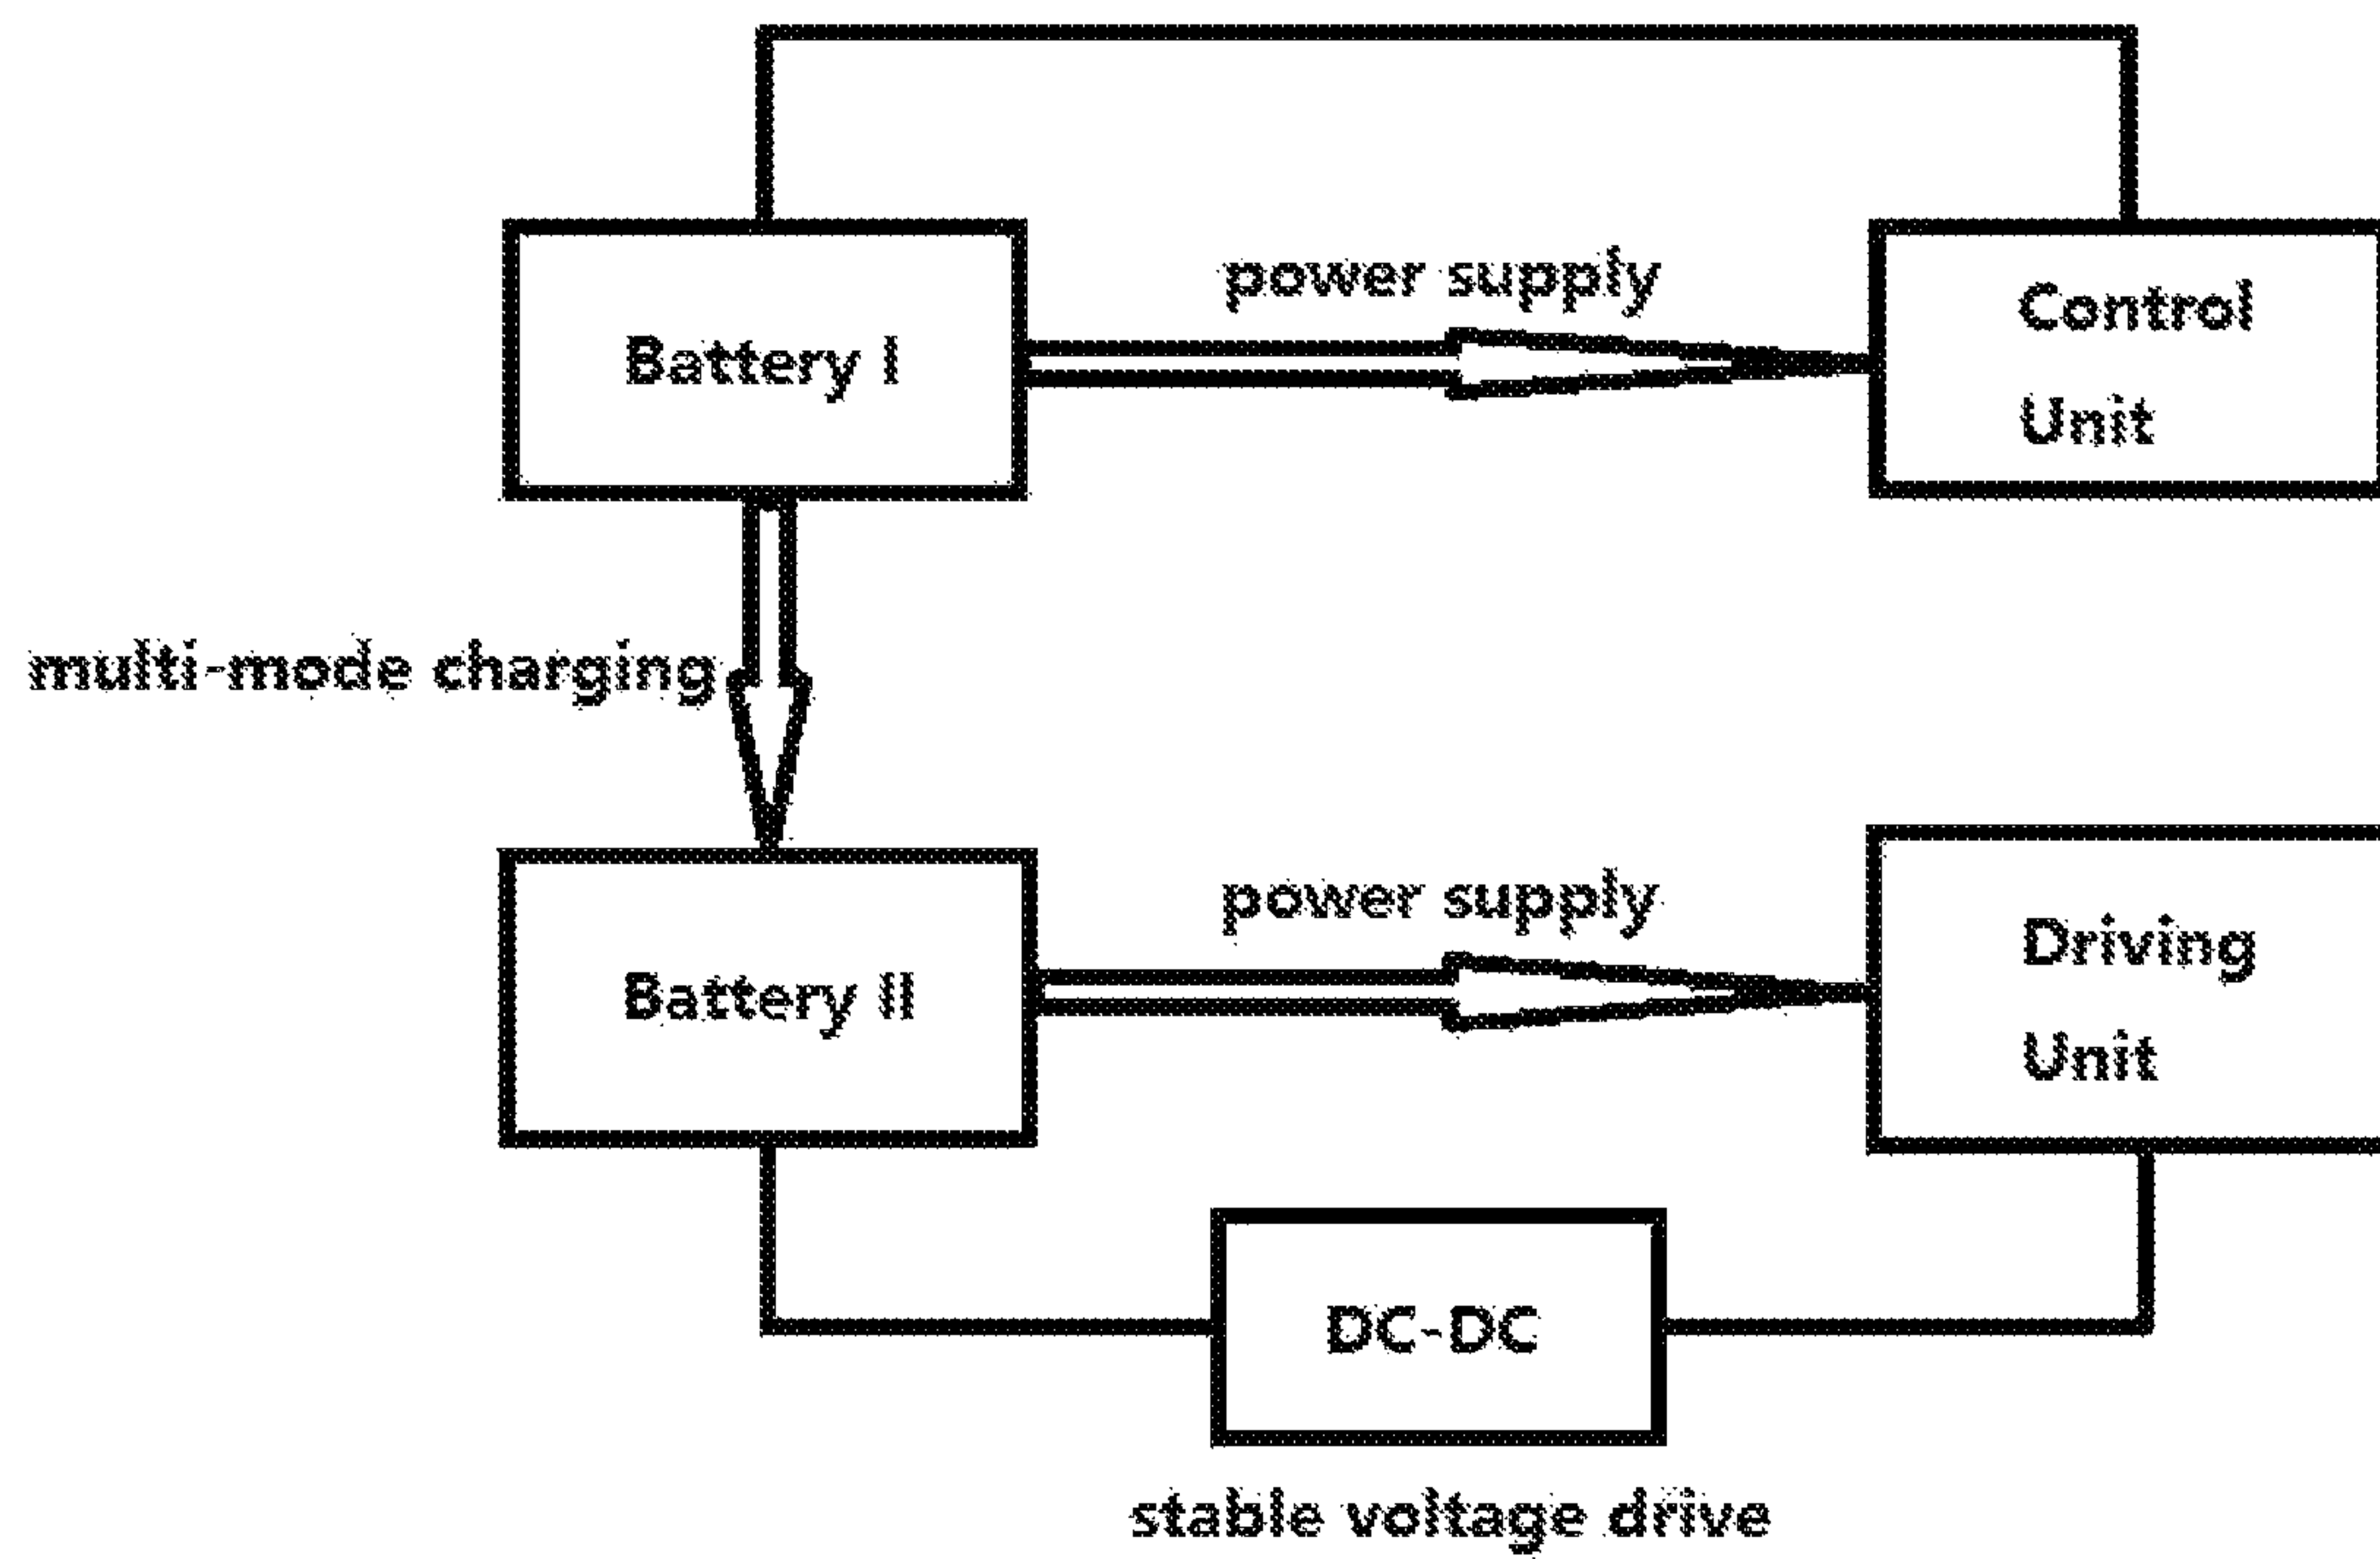 power supply
Battery I
Control
Unit
multi-mode charging
power supply
Battery II
Driving
Unit
DC-DC
stable voltage drive